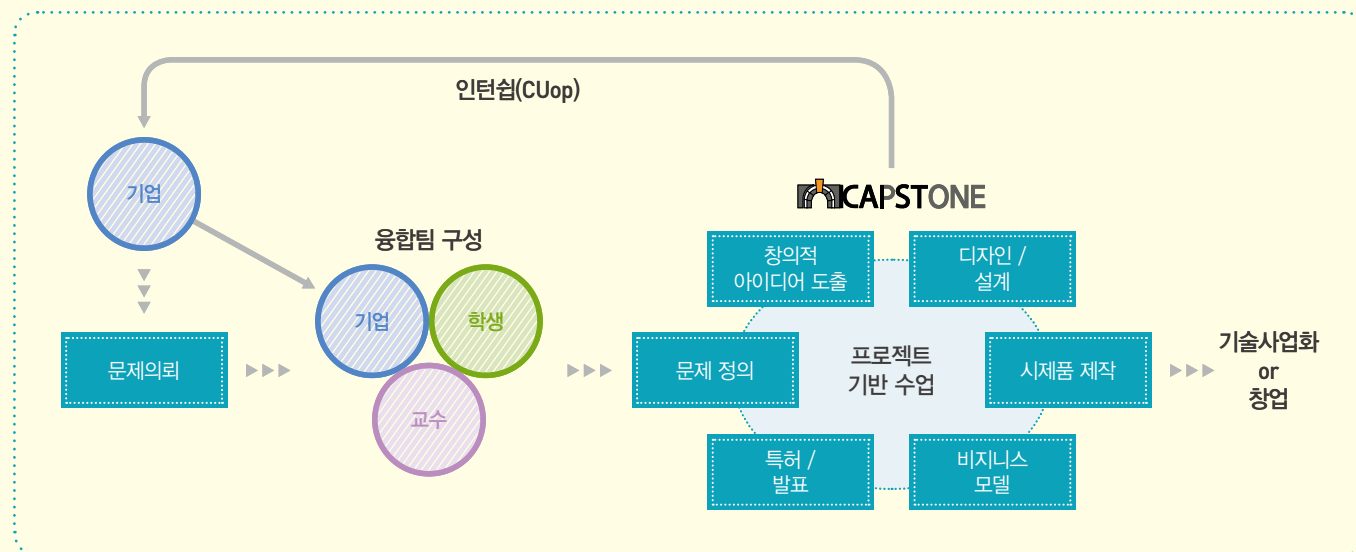 인턴쉽(CUop)
기업
문제의뢰
융합팀 구성
기업
학생
교수
CAPSTONE
창의적
아이디어 도출
디자인 /
설계
문제 정의
프로젝트
기반 수업
시제품 제작
특허 /
발표
비지니스
모델
기술사업화
or
창업